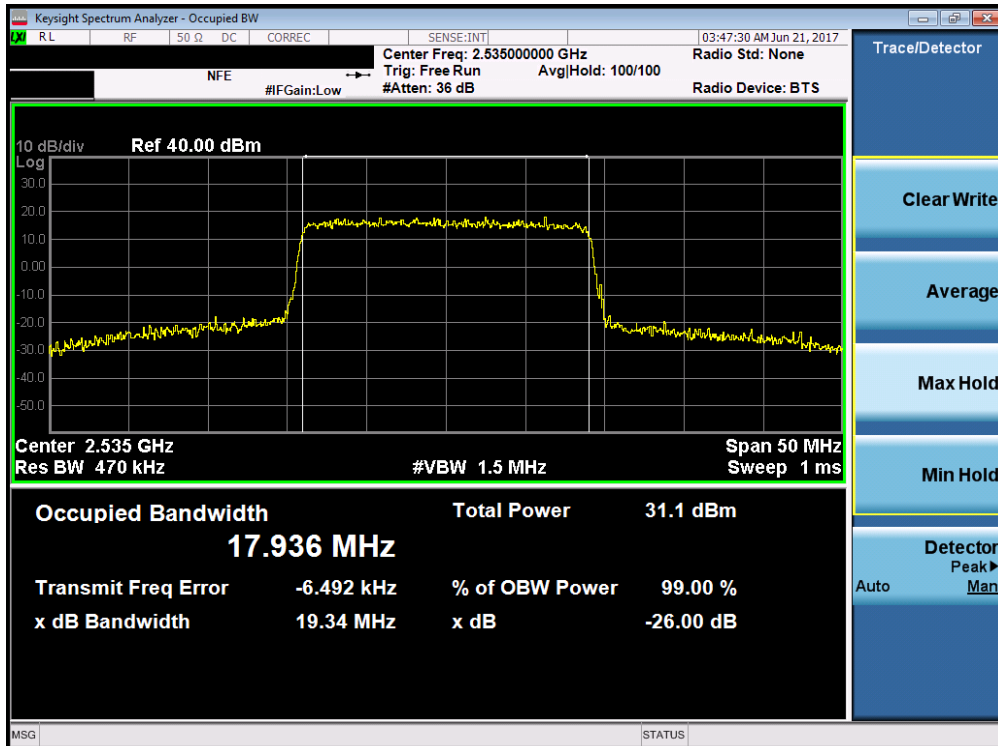 Keysight Spectrum Analyzer - Occupied BW
LXI RL RF 50 Ω DC CORREC SENSE:INT 03:47:30 AM Jun 21, 2017
Center Freq: 2.535000000 GHz Radio Std: None
NFE Trig: Free Run Avg|Hold: 100/100
#IFGain:Low #Atten: 36 dB Radio Device: BTS
Trace/Detector
10 dB/div Ref 40.00 dBm
Log
30.0
20.0
10.0
0.00
-10.0
-20.0
-30.0
-40.0
-50.0
Center 2.535 GHz Span 50 MHz
Res BW 470 kHz #VBW 1.5 MHz Sweep 1 ms
Occupied Bandwidth Total Power 31.1 dBm
17.936 MHz
Transmit Freq Error -6.492 kHz % of OBW Power 99.00 %
x dB Bandwidth 19.34 MHz x dB -26.00 dB
Clear Write
Average
Max Hold
Min Hold
Detector
Peak▶
Auto Man
MSG STATUS